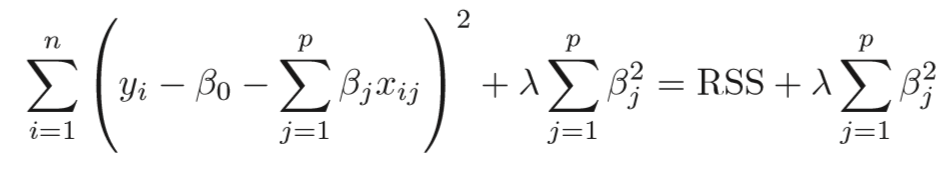 $$\sum_{i=1}^{n} \left( y_i - \beta_0 - \sum_{j=1}^{p} \beta_j x_{ij} \right)^2 + \lambda \sum_{j=1}^{p} \beta_j^2 = \text{RSS} + \lambda \sum_{j=1}^{p} \beta_j^2$$